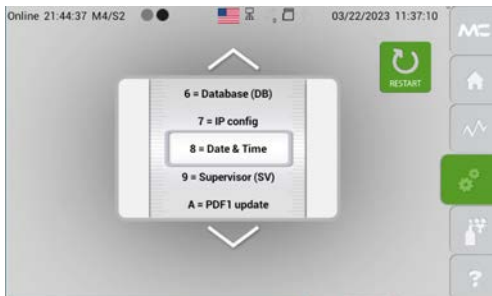 Online 21:44:37 M4/S2
03/22/2023 11:37:10
MC
RESTART
6 = Database (DB)
7 = IP config
8 = Date & Time
9 = Supervisor (SV)
A = PDF1 update
?